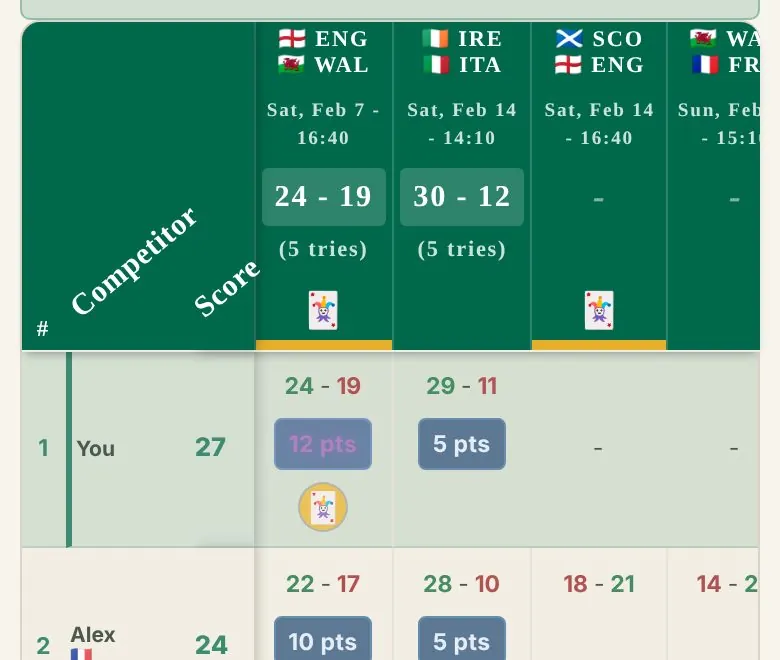 ENG
WAL
Sat, Feb 7 -
16:40
24 - 19
(5 tries)
IRE
ITA
Sat, Feb 14
- 14:10
30 - 12
(5 tries)
SCO
ENG
Sat, Feb 14
- 16:40
-
WA
FR
Sun, Feb
- 15:1
-
#
Competitor
Score
1
You
27
24 - 19
12 pts
29 - 11
5 pts
-
-
2
Alex
24
22 - 17
10 pts
28 - 10
5 pts
18 - 21
14 - 2